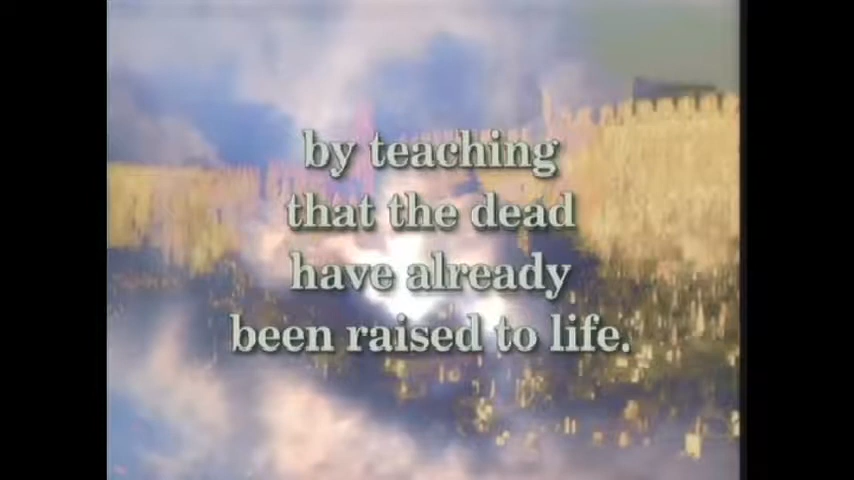 by teaching
that the dead
have already
been raised to life.